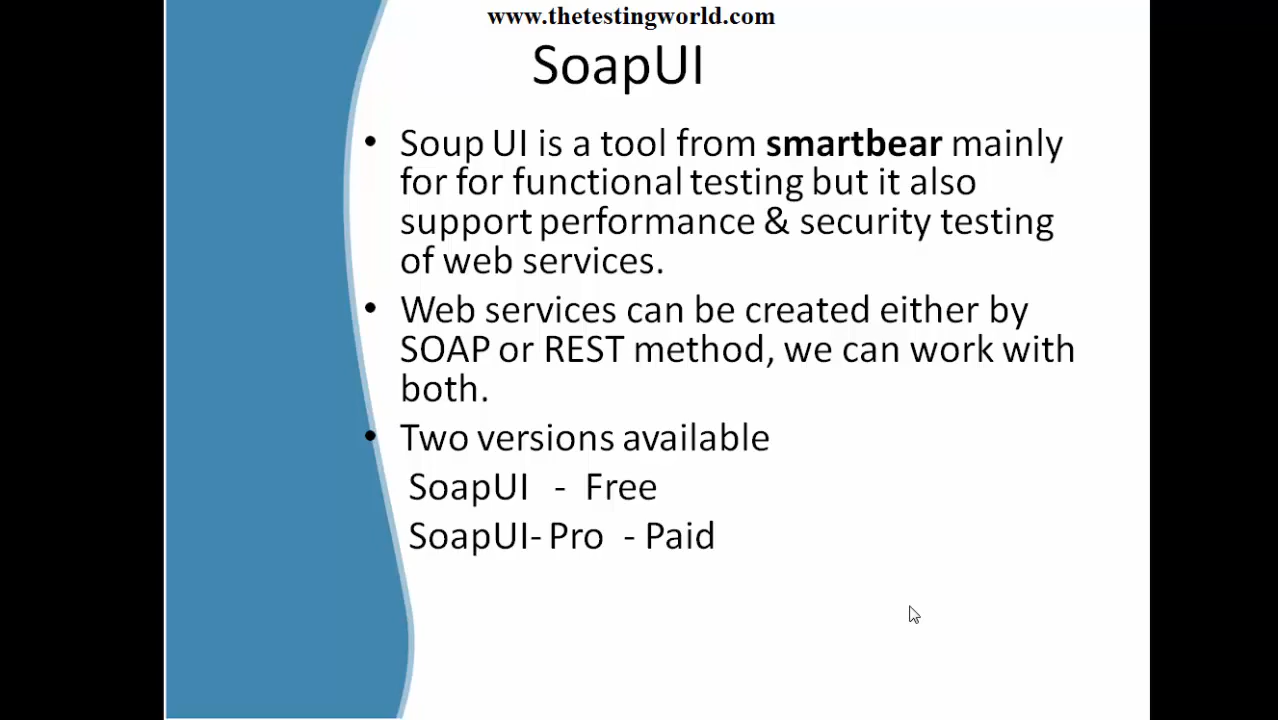 www.thetestingworld.com
SoapUI
• Soup UI is a tool from smartbear mainly
for for functional testing but it also
support performance & security testing
of web services.
• Web services can be created either by
SOAP or REST method, we can work with
both.
• Two versions available
SoapUI - Free
SoapUI- Pro - Paid